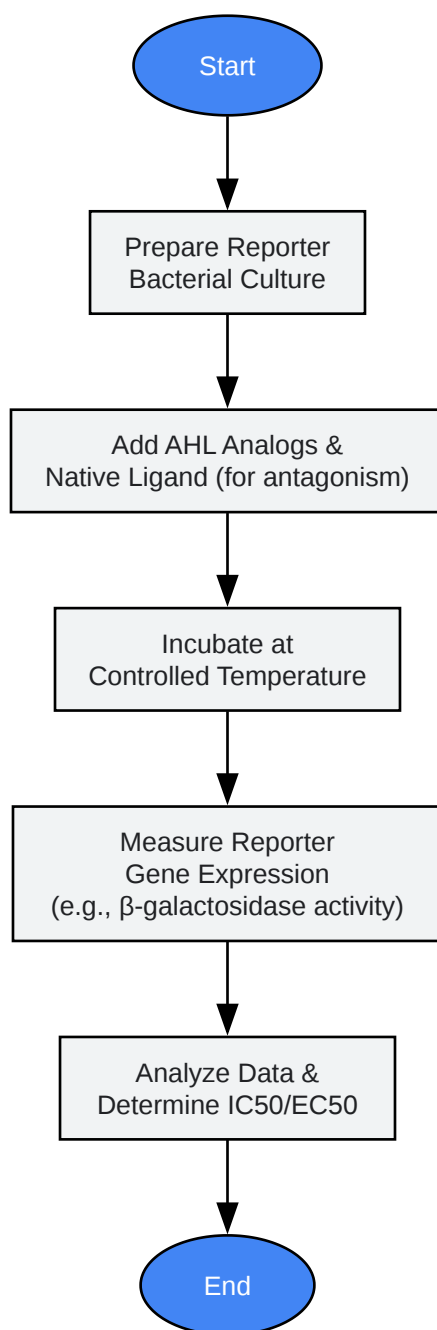 Start
Prepare Reporter
Bacterial Culture
Add AHL Analogs &
Native Ligand (for antagonism)
Incubate at
Controlled Temperature
Measure Reporter
Gene Expression
(e.g., β-galactosidase activity)
Analyze Data &
Determine IC50/EC50
End